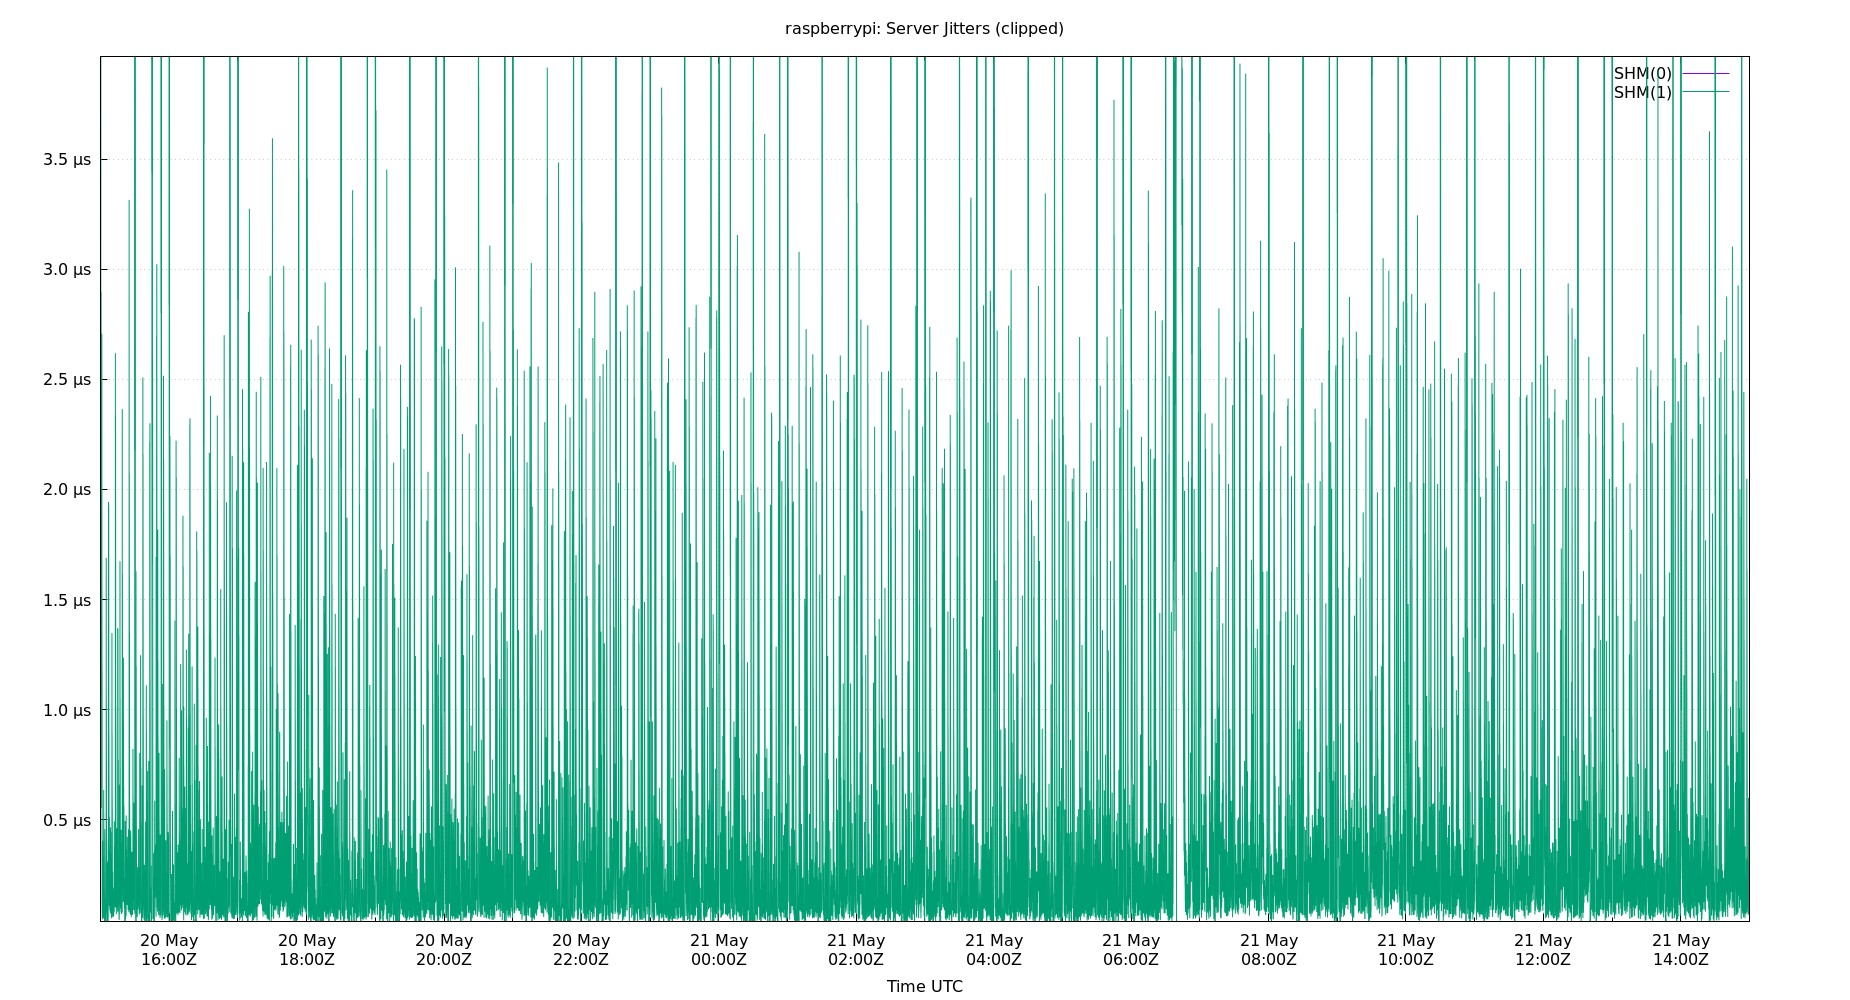 raspberrypi: Server Jitters (clipped)
SHM(0)
SHM(1)
3.5 µs
3.0 µs
2.5 µs
2.0 µs
1.5 µs
1.0 µs
0.5 µs
20 May 20 May 20 May 20 May 21 May 21 May 21 May 21 May 21 May 21 May 21 May 21 May
16:00Z 18:00Z 20:00Z 22:00Z 00:00Z 02:00Z 04:00Z 06:00Z 08:00Z 10:00Z 12:00Z 14:00Z
Time UTC